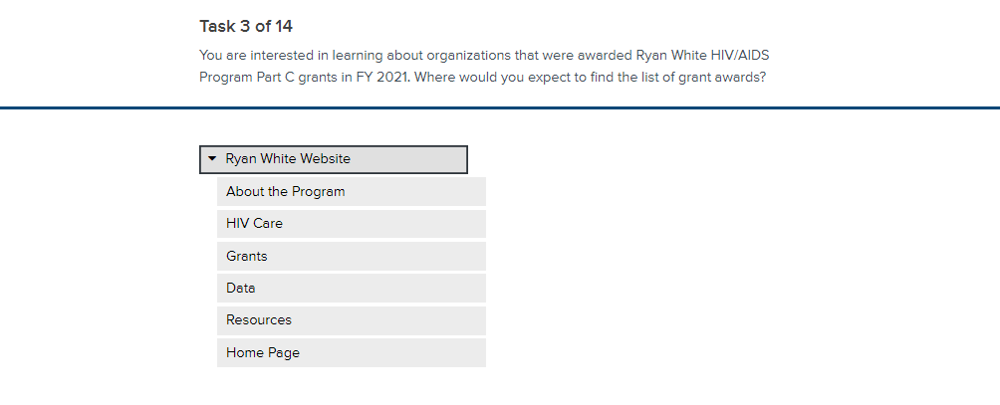 Task 3 of 14
You are interested in learning about organizations that were awarded Ryan White HIV/AIDS
Program Part C grants in FY 2021. Where would you expect to find the list of grant awards?
Ryan White Website
About the Program
HIV Care
Grants
Data
Resources
Home Page